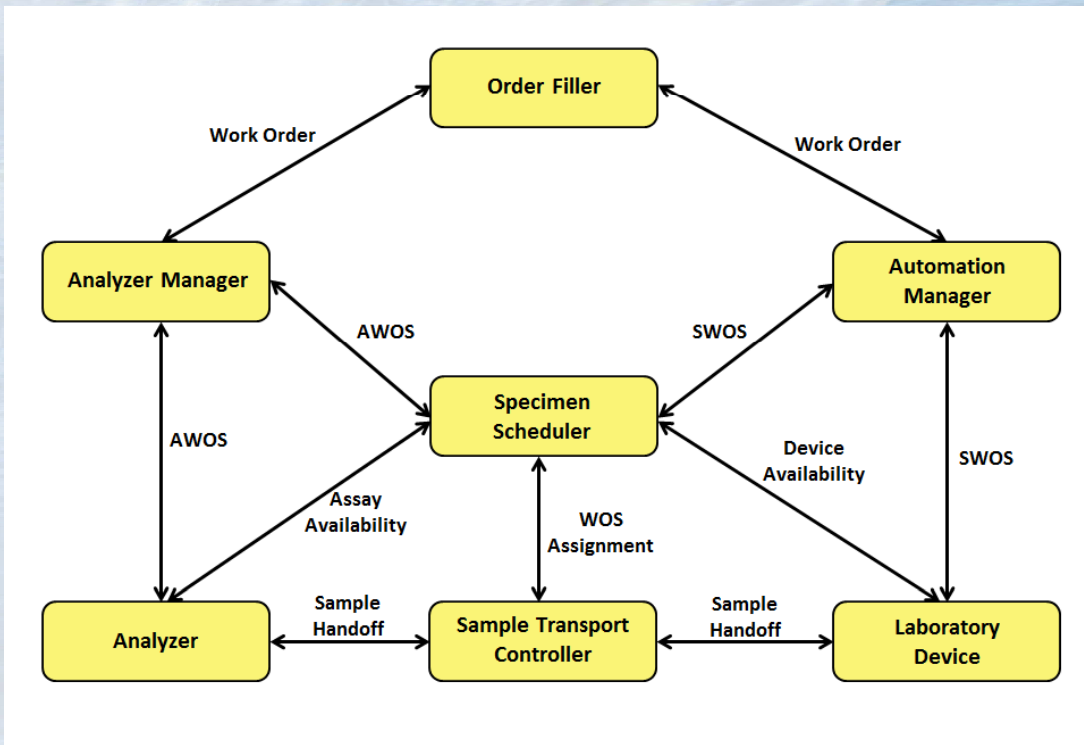 Order Filler
Work Order
Work Order
Analyzer Manager
Automation
Manager
AWOS
SWOS
Specimen
Scheduler
AWOS
Device
Availability
SWOS
Assay
Availability
WOS
Assignment
Analyzer
Sample
Handoff
Sample Transport
Controller
Sample
Handoff
Laboratory
Device